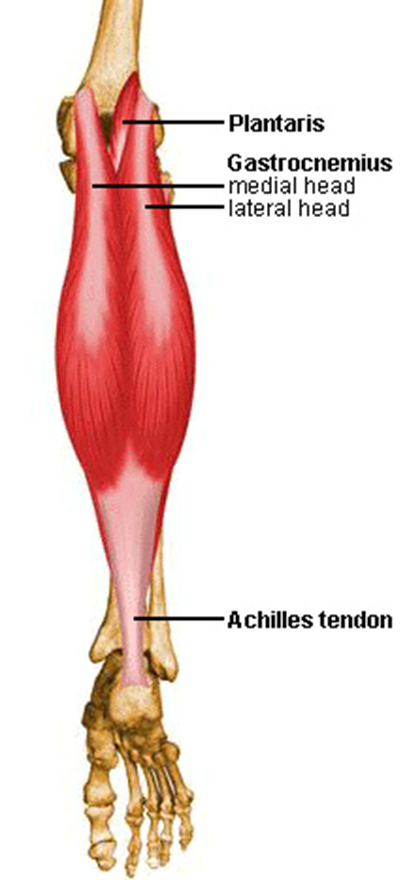 Plantaris
Gastrocnemius
medial head
lateral head
Achilles tendon